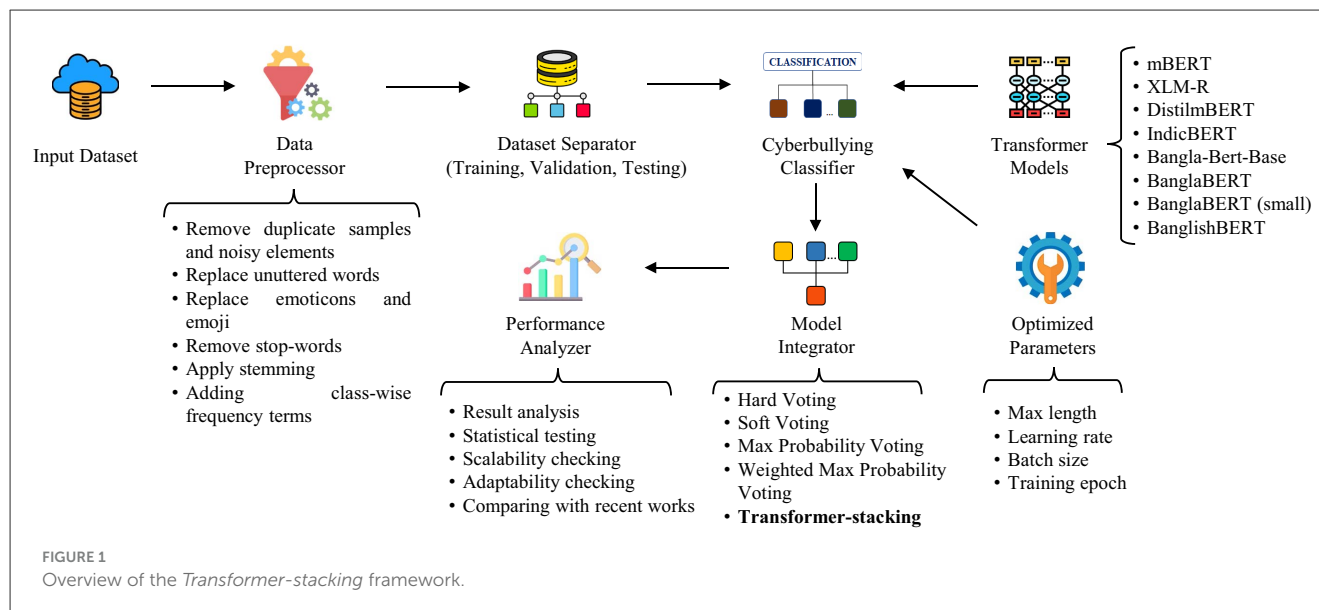 CLASSIFICATION
...
Input Dataset
Data
Preprocessor
Dataset Separator
(Training, Validation, Testing)
Cyberbullying
Classifier
Transformer
Models
• mBERT
• XLM-R
• DistilmBERT
• IndicBERT
• Bangla-Bert-Base
• BanglaBERT
• BanglaBERT (small)
• BanglishBERT
• Remove duplicate samples
and noisy elements
• Replace unuttered words
• Replace emoticons and
emoji
• Remove stop-words
• Apply stemming
• Adding class-wise
frequency terms
Performance
Analyzer
• Result analysis
• Statistical testing
• Scalability checking
• Adaptability checking
• Comparing with recent works
Model
Integrator
• Hard Voting
• Soft Voting
• Max Probability Voting
• Weighted Max Probability
Voting
• Transformer-stacking
Optimized
Parameters
• Max length
• Learning rate
• Batch size
• Training epoch
FIGURE 1
Overview of the Transformer-stacking framework.